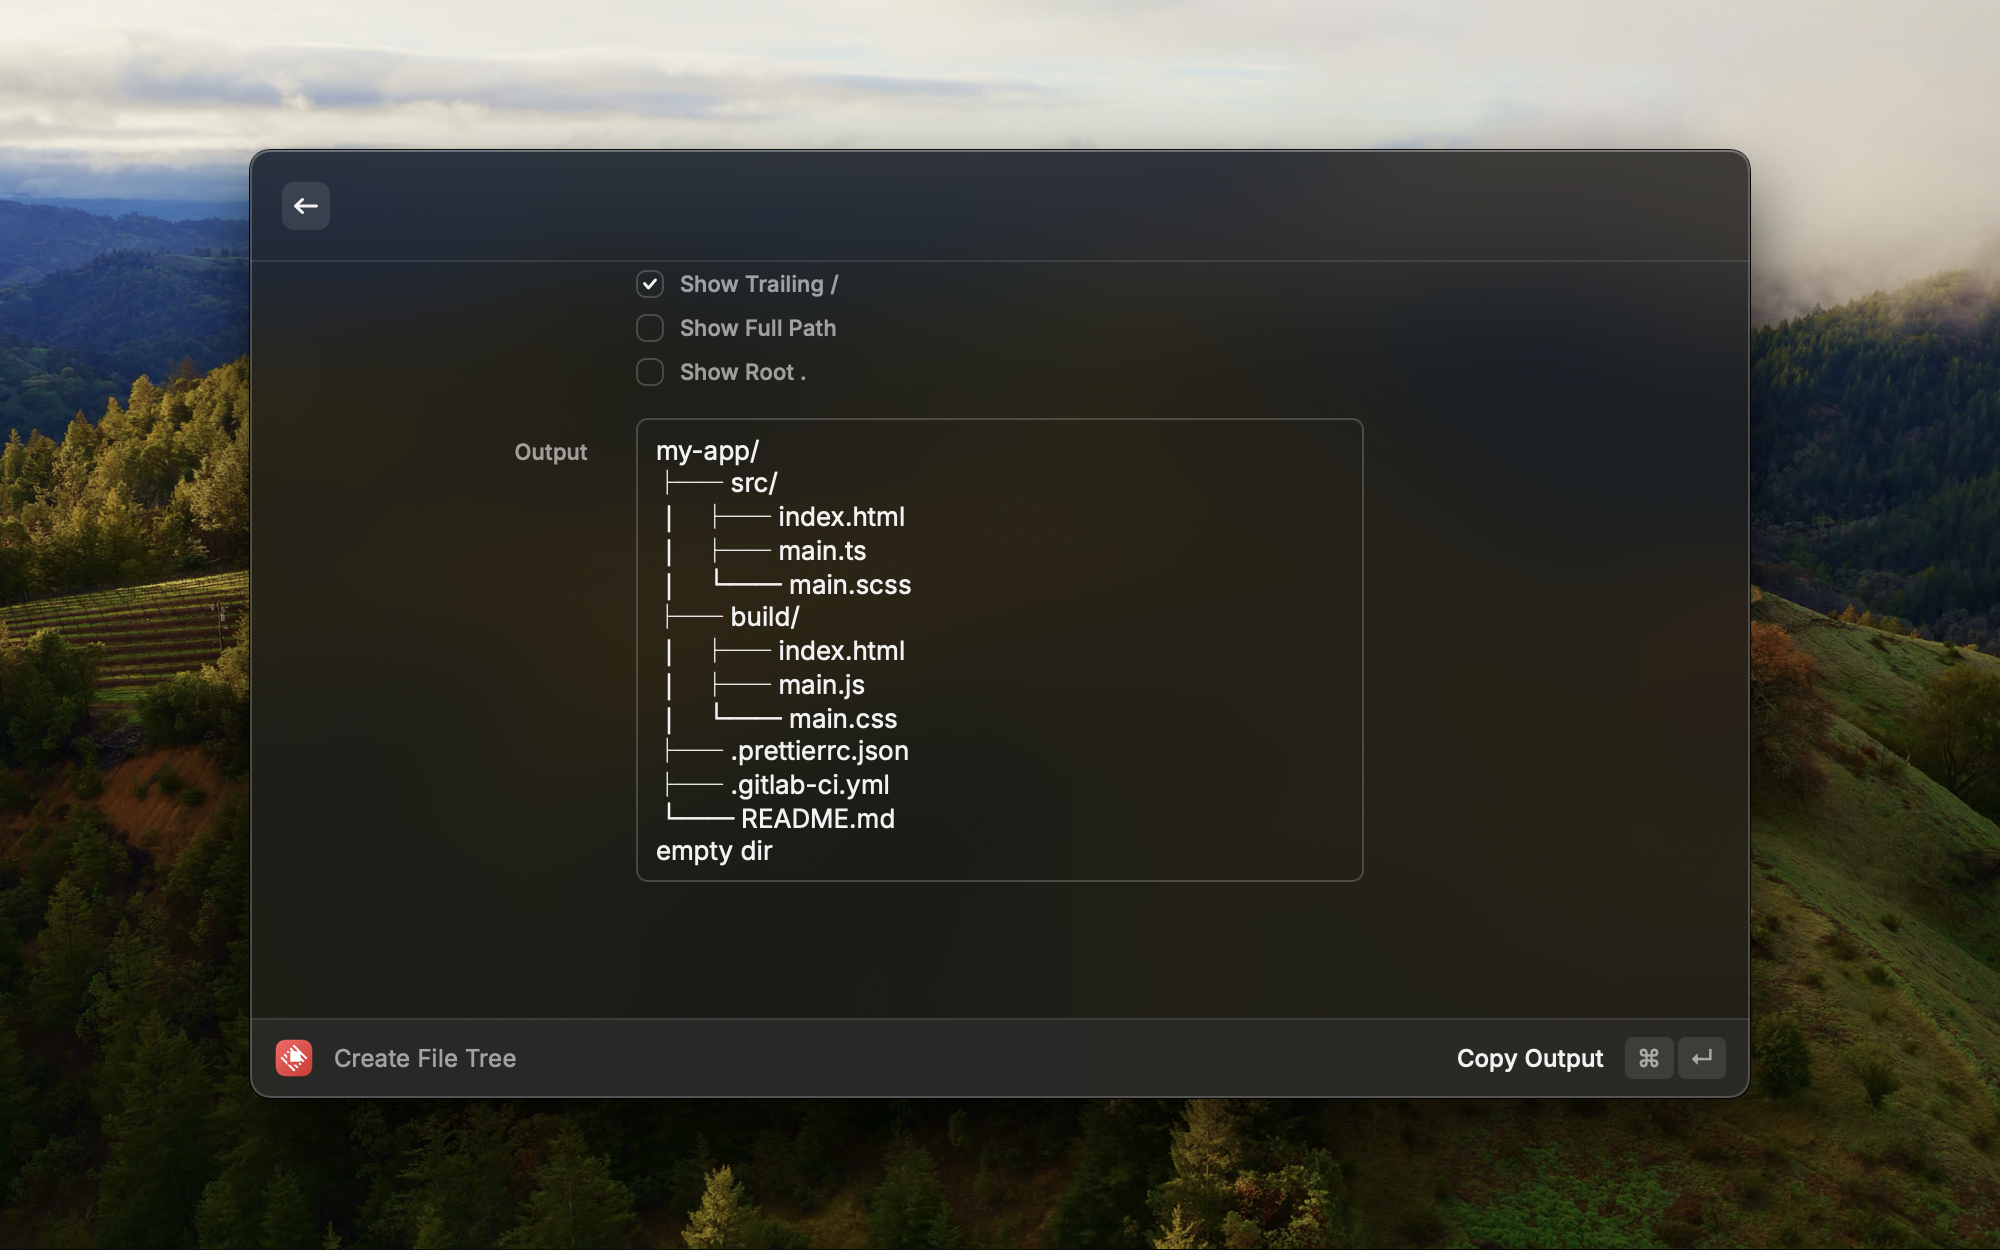 Show Trailing /
Show Full Path
Show Root .
Output
my-app/
├── src/
│   ├── index.html
│   ├── main.ts
│   └── main.scss
├── build/
│   ├── index.html
│   ├── main.js
│   └── main.css
├── .prettierrc.json
├── .gitlab-ci.yml
└── README.md
empty dir
Create File Tree
Copy Output ⌘ ↵